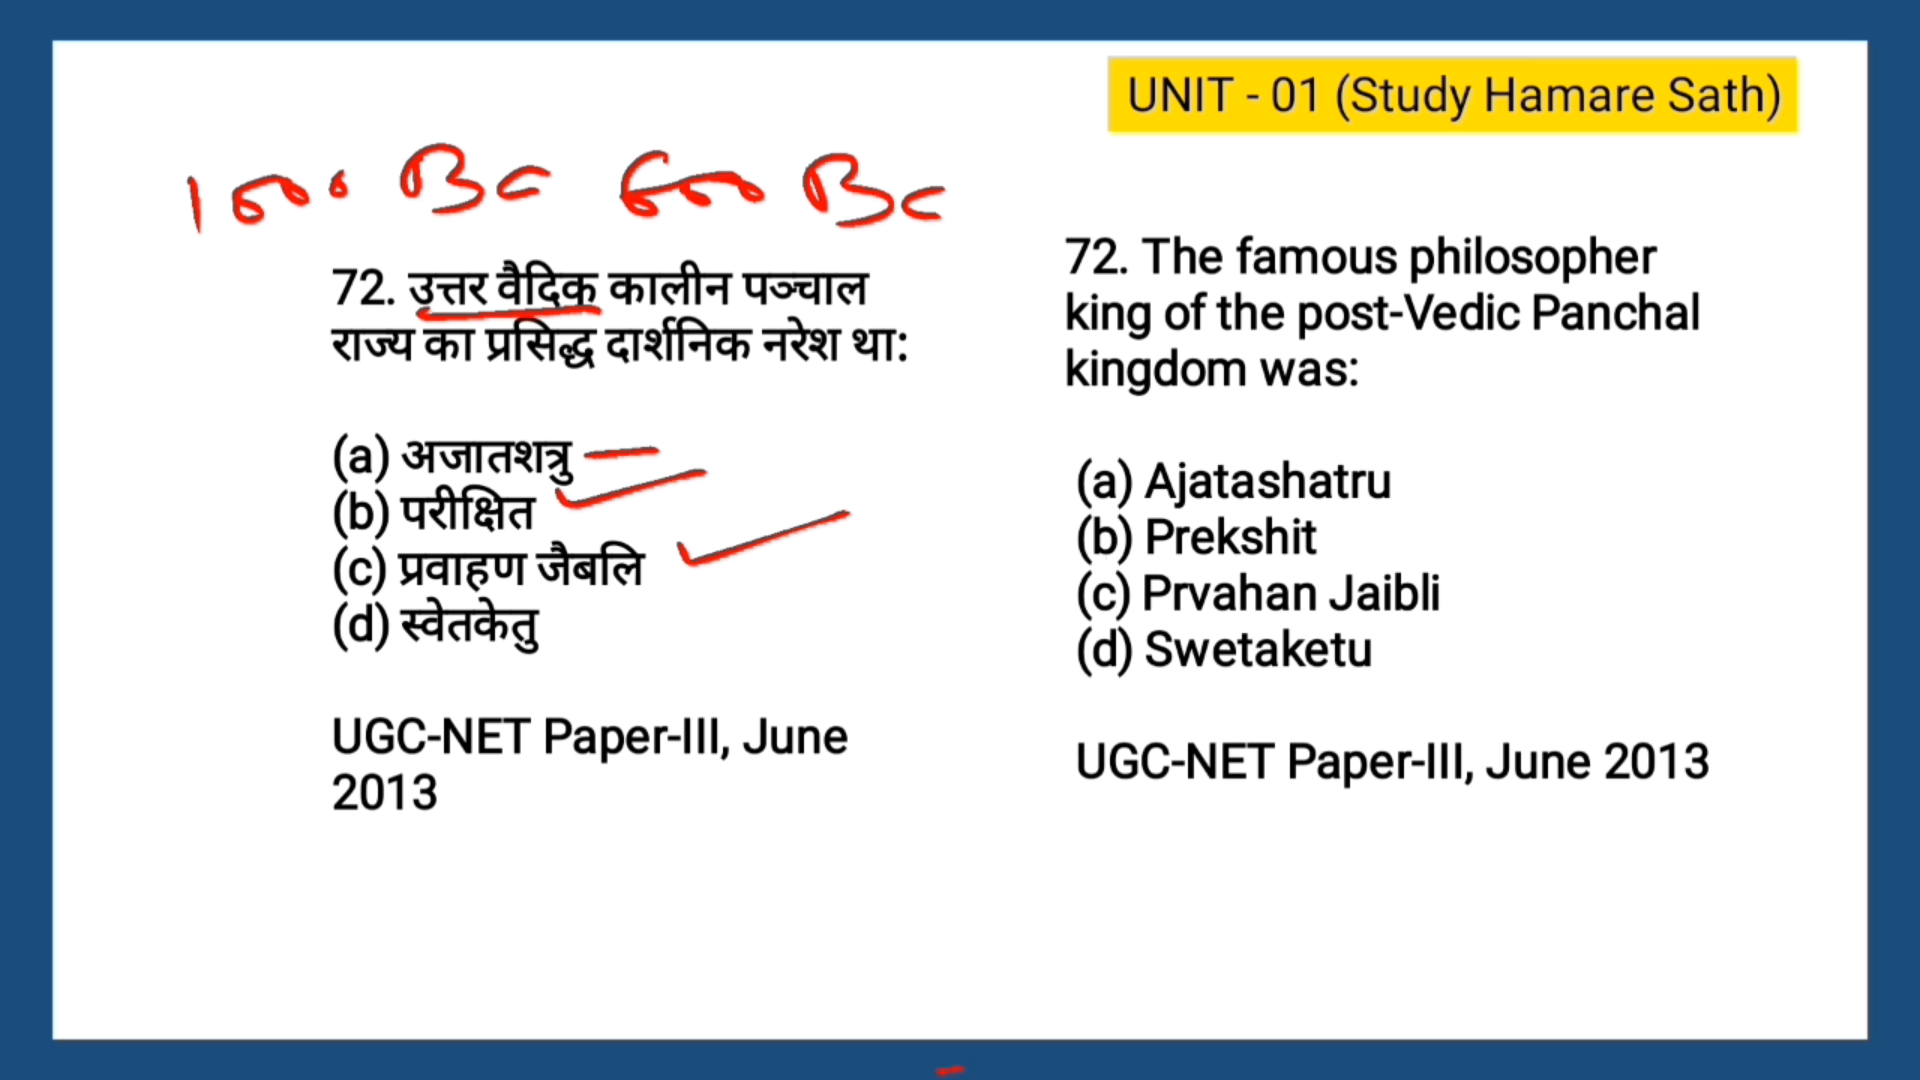 UNIT - 01 (Study Hamare Sath)
1000 BC 600 BC
72. उत्तर वैदिक कालीन पञ्चाल
राज्य का प्रसिद्ध दार्शनिक नरेश था:
(a) अजातशत्रु
(b) परीक्षित
(c) प्रवाहण जैबलि
(d) स्वेतकेतु
UGC-NET Paper-III, June
2013
72. The famous philosopher
king of the post-Vedic Panchal
kingdom was:
(a) Ajatashatru
(b) Prekshit
(c) Prvahan Jaibli
(d) Swetaketu
UGC-NET Paper-III, June 2013